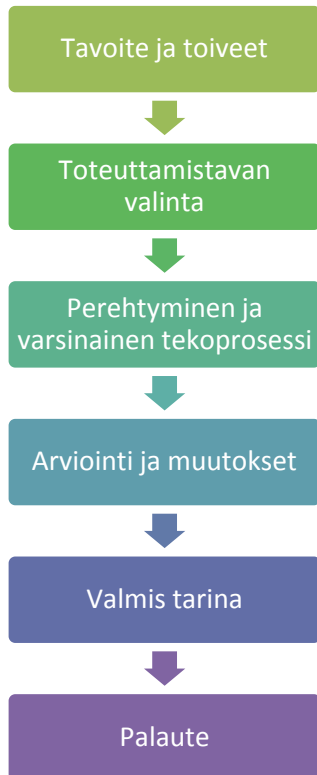 Tavoite ja toiveet
Toteuttamistavan
valinta
Perehtyminen ja
varsinainen tekoprosessi
Arviointi ja muutokset
Valmis tarina
Palaute